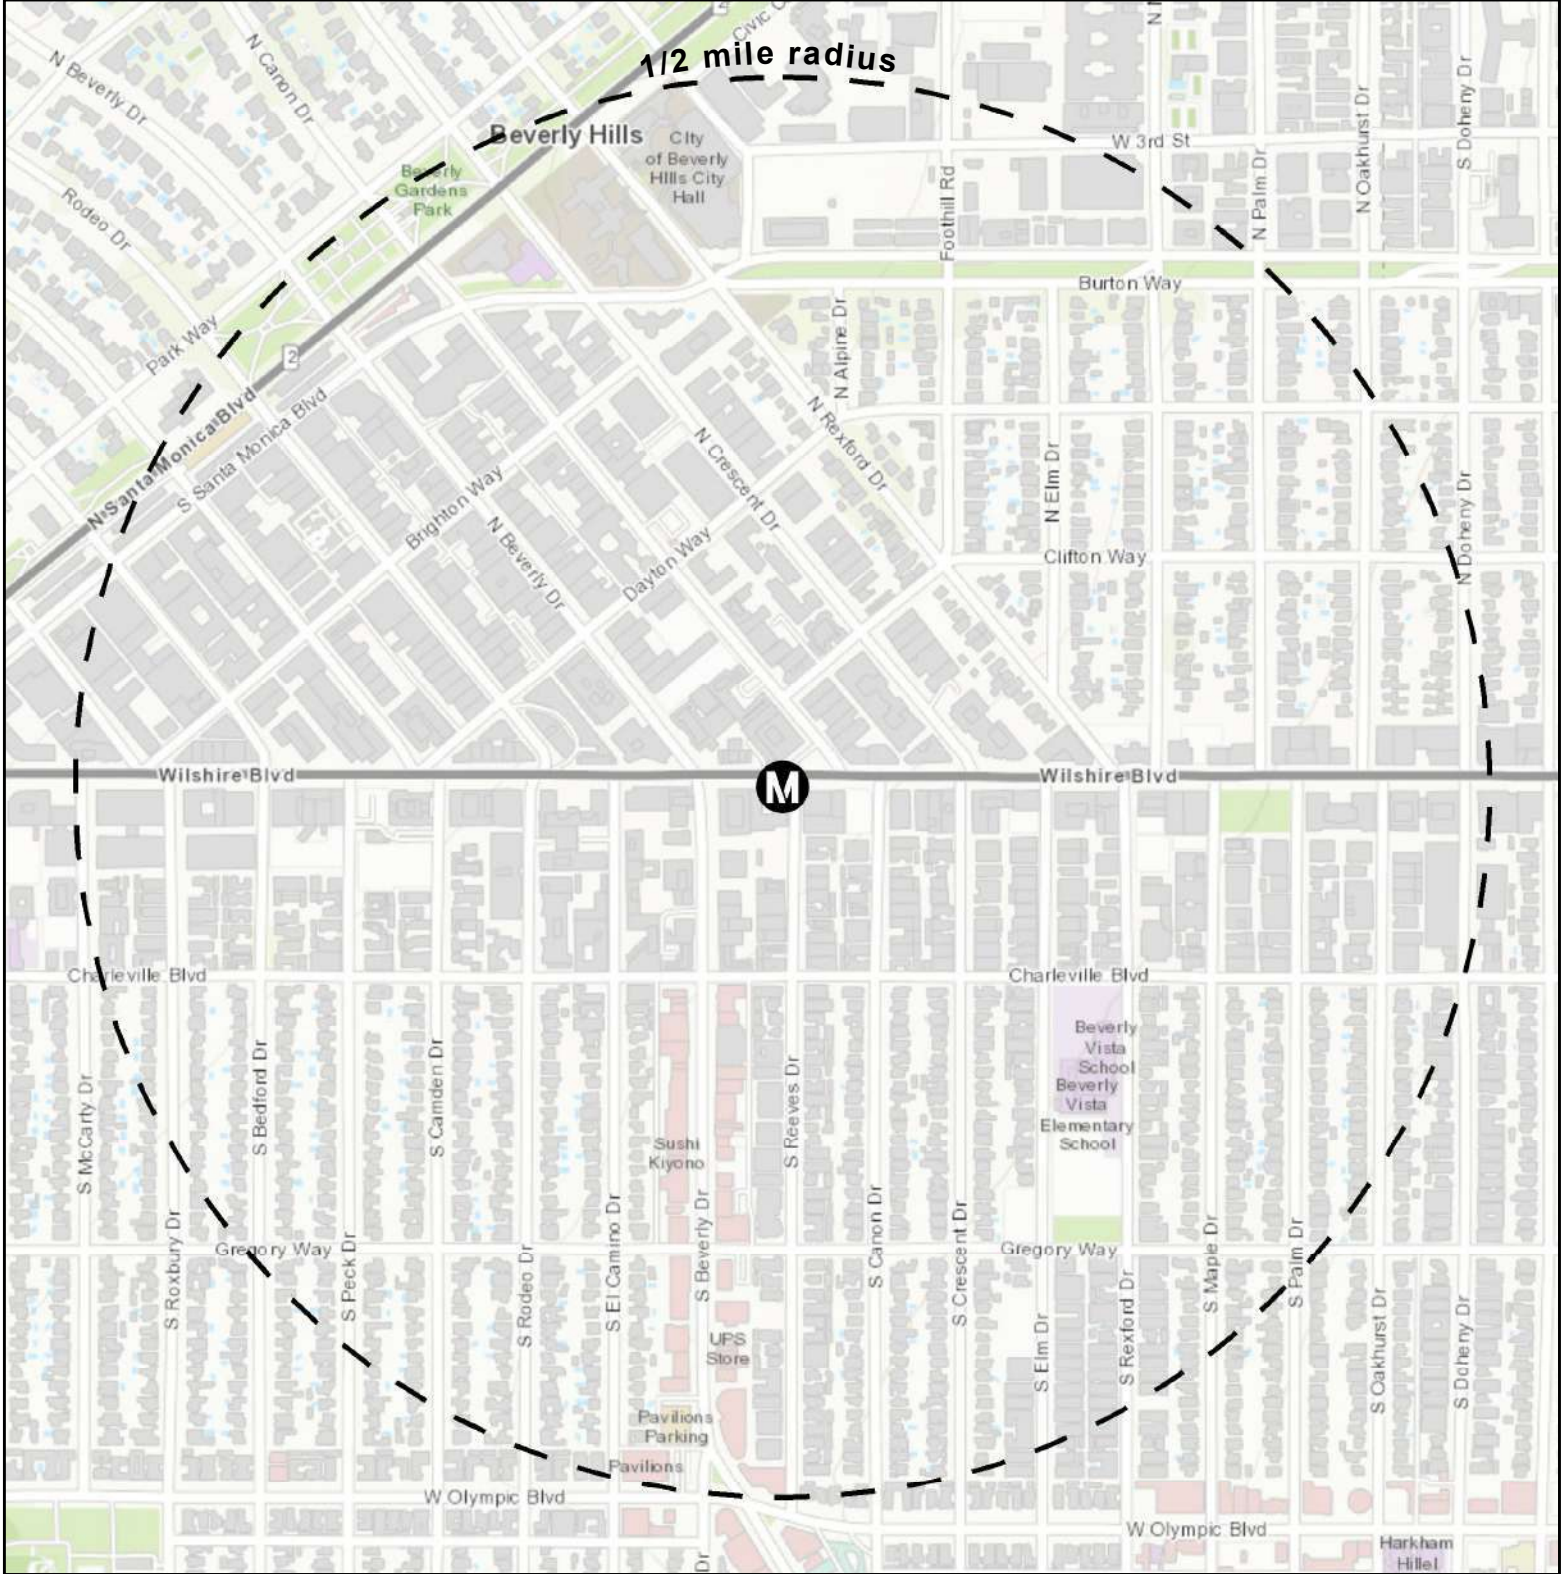 Civic
N Canon Dr
N Beverly Dr
1/2 mile radius
S Doheny Dr
Beverly Hills
CIty
of Beverly
HIlls City
Hall
W 3rd St
N Oakhurst Dr
Beverly
Gardens
Park
N Palm Dr
Foothill Rd
Rodeo Dr
Burton Way
Park Way
2
N Alpine Dr
N Santa Monica Blvd
S Santa Monica Blvd
N Rexford Dr
N Crescent Dr
Brighton Way
N Elm Dr
N Doheny Dr
N Beverly Dr
Dayton Way
Clifton Way
Wilshire Blvd
M
Wilshire Blvd
Charleville Blvd
Charleville Blvd
Beverly
Vista
School
Beverly
Vista
Elementary
School
S McCarty Dr
S Bedford Dr
S Camden Dr
S Reeves Dr
Sushi
Kiyono
S Roxbury Dr
Gregory Way
S Peck Dr
S Rodeo Dr
S El Camino Dr
S Beverly Dr
S Canon Dr
S Crescent Dr
Gregory Way
S Elm Dr
S Rexford Dr
S Maple Dr
S Palm Dr
S Oakhurst Dr
S Doheny Dr
UPS
Store
Pavilions
Parking
Pavilions
W Olympic Blvd
W Olympic Blvd
Dr
Harkham
Hillel